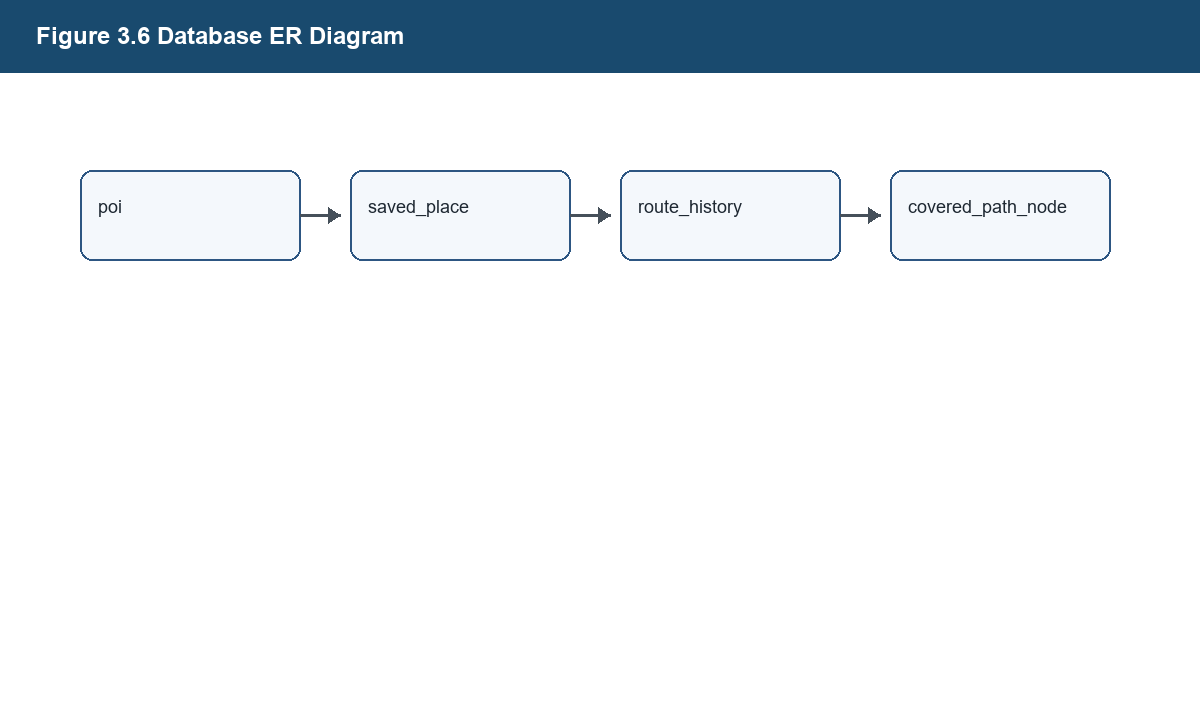 Figure 3.6 Database ER Diagram
poi
saved_place
route_history
covered_path_node